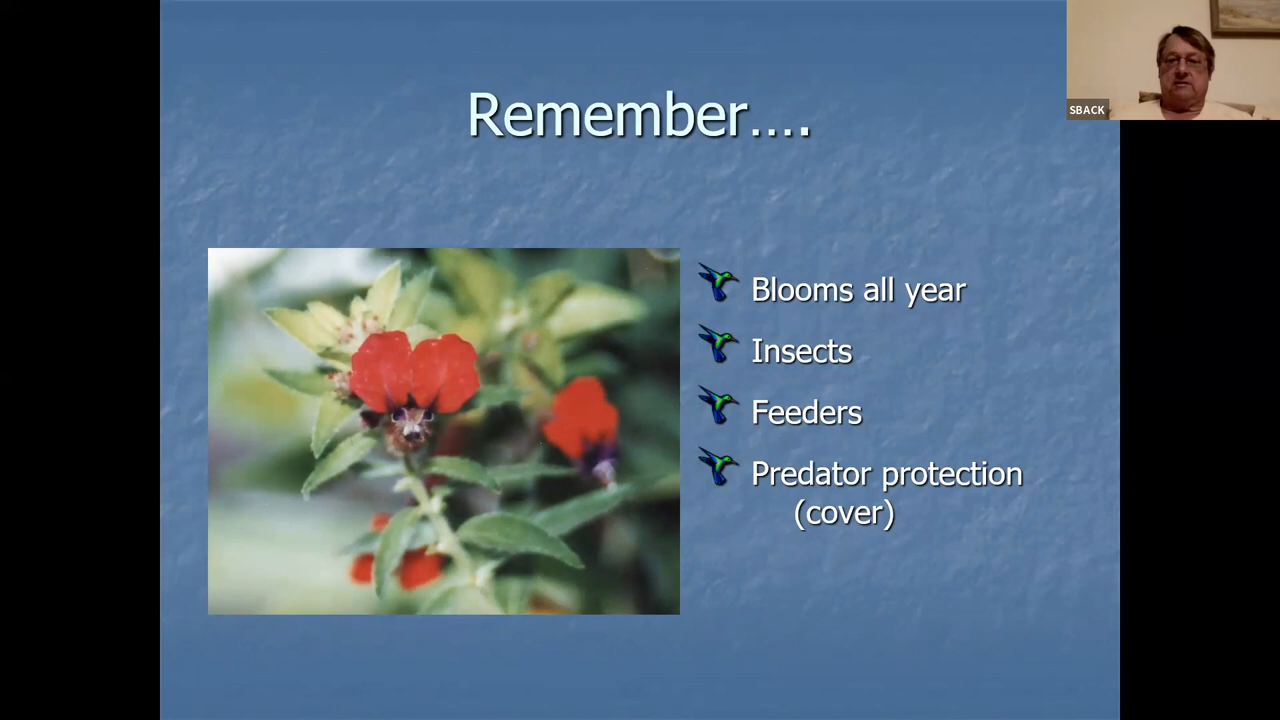 Remember....
SBACK
Blooms all year
Insects
Feeders
Predator protection
(cover)